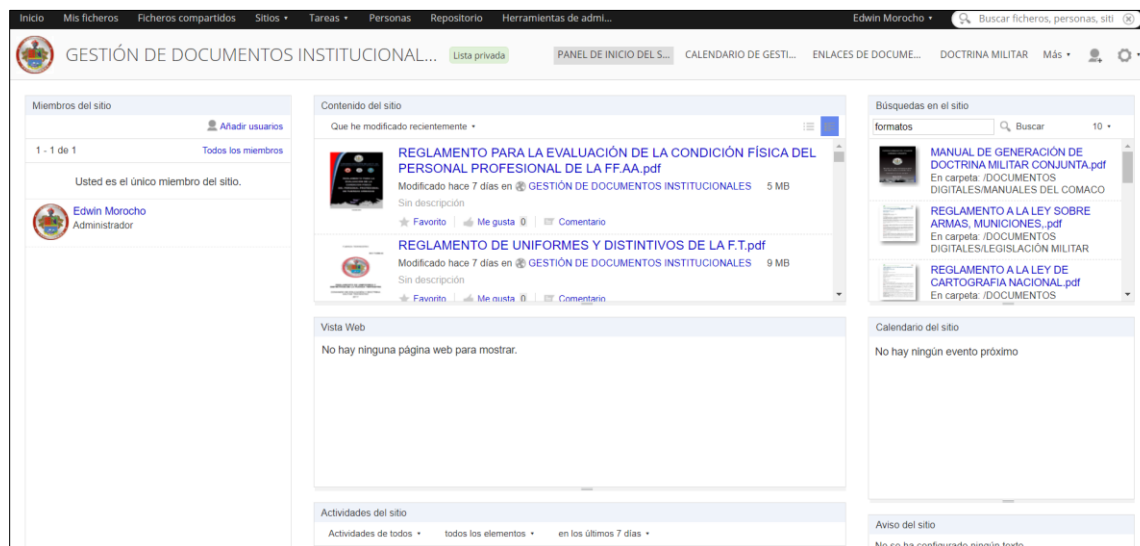 Inicio Mis ficheros Ficheros compartidos Sitios Tareas Personas Repositorio Herramientas de admi... Edwin Morocho Buscar ficheros, personas, siti
GESTIÓN DE DOCUMENTOS INSTITUCIONAL... Lista privada PANEL DE INICIO DEL S... CALENDARIO DE GESTI... ENLACES DE DOCUME... DOCTRINA MILITAR Más
Miembros del sitio
Añadir usuarios
1 - 1 de 1 Todos los miembros
Usted es el único miembro del sitio.
Edwin Morocho
Administrador
Contenido del sitio
Que he modificado recientemente
REGLAMENTO PARA LA EVALUACIÓN DE LA CONDICIÓN FÍSICA DEL
PERSONAL PROFESIONAL DE LA FF.AA.pdf
Modificado hace 7 días en GESTIÓN DE DOCUMENTOS INSTITUCIONALES 5 MB
Sin descripción
Favorito Me gusta 0 Comentario
REGLAMENTO DE UNIFORMES Y DISTINTIVOS DE LA F.T.pdf
Modificado hace 7 días en GESTIÓN DE DOCUMENTOS INSTITUCIONALES 9 MB
Sin descripción
Favorito Me gusta 0 Comentario
Vista Web
No hay ninguna página web para mostrar.
Actividades del sitio
Actividades de todos todos los elementos en los últimos 7 días
Búsquedas en el sitio
formatos Buscar 10
MANUAL DE GENERACIÓN DE
DOCTRINA MILITAR CONJUNTA.pdf
En carpeta: /DOCUMENTOS
DIGITALES/MANUALES DEL COMACO
REGLAMENTO A LA LEY SOBRE
ARMAS, MUNICIONES,.pdf
En carpeta: /DOCUMENTOS
DIGITALES/LEGISLACIÓN MILITAR
REGLAMENTO A LA LEY DE
CARTOGRAFIA NACIONAL.pdf
En carpeta: /DOCUMENTOS
Calendario del sitio
No hay ningún evento próximo
Aviso del sitio
No se ha configurado ningún texto